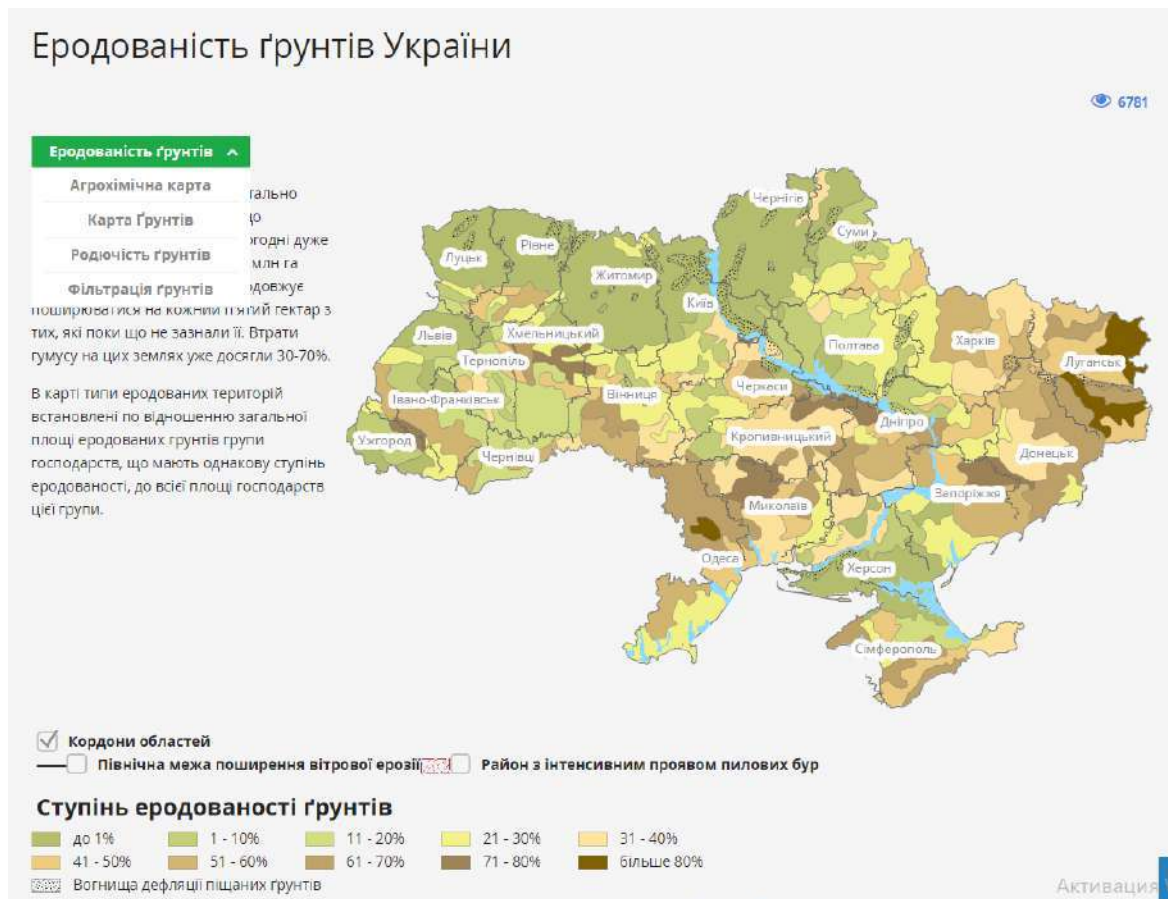 Еродованість ґрунтів України
6781
Еродованість ґрунтів
Агрохімічна карта
Карта Ґрунтів
Родючість ґрунтів
Фільтрація ґрунтів
огодні дуже
млн га
поширюватися на кожний п'ятий гектар з
тих, які поки що не зазнали її. Втрати
гумусу на цих землях уже досягли 30-70%.
В карті типи еродованих територій
встановлені по відношенню загальної
площі еродованих ґрунтів групи
господарств, що мають однакову ступінь
еродованості, до всієї площі господарств
цієї групи.
Чернігів
Суми
Луцьк
Рівне
Житомир
Київ
Львів
Хмельницький
Тернопіль
Полтава
Харків
Луганськ
Івано-Франківськ
Вінниця
Черкаси
Ужгород
Чернівці
Кропивницький
Дніпро
Донецьк
Миколаїв
Запоріжжя
Одеса
Херсон
Сімферополь
Кордони областей
Північна межа поширення вітрової ерозії
Район з інтенсивним проявом пилових бур
Ступінь еродованості ґрунтів
до 1% 1 - 10% 11 - 20% 21 - 30% 31 - 40%
41 - 50% 51 - 60% 61 - 70% 71 - 80% більше 80%
Вогнища дефляції піщаних ґрунтів
Активация